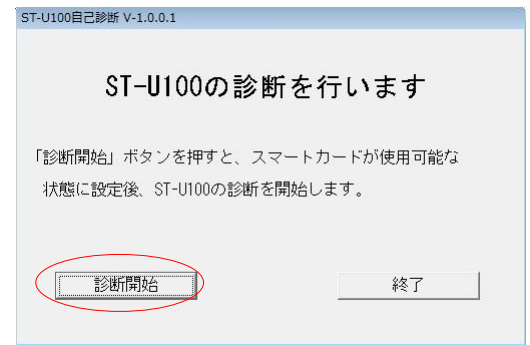 ST-U100自己診断 V-1.0.0.1
ST-U100の診断を行います
「診断開始」ボタンを押すと、スマートカードが使用可能な
状態に設定後、ST-U100の診断を開始します。
診断開始
終了